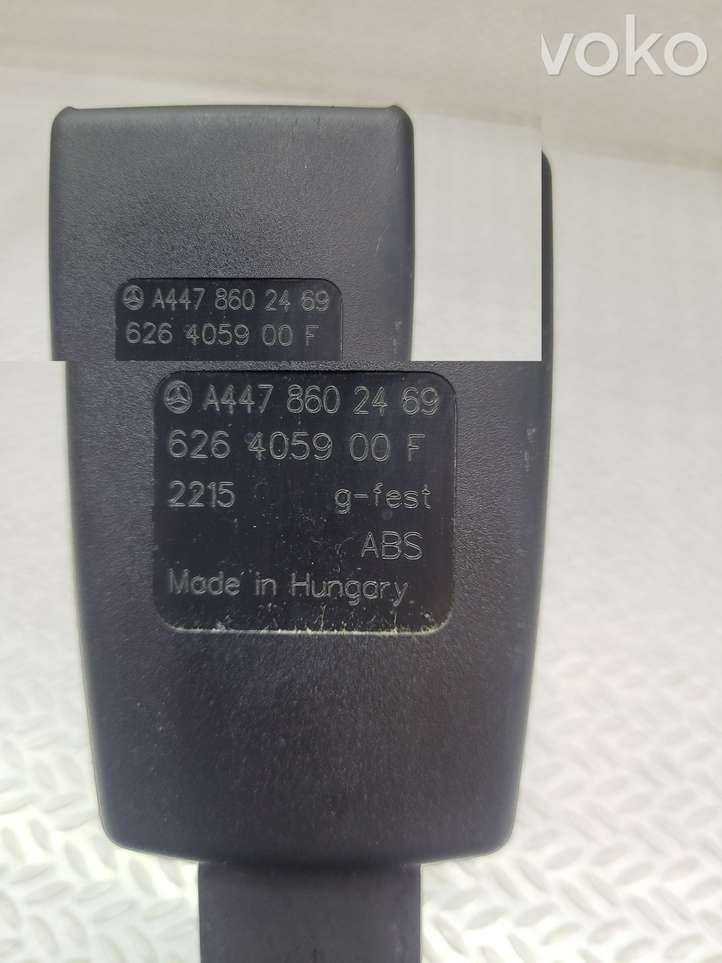 voko
A447 860 24 69
626 4059 00 F
A447 860 24 69
626 4059 00 F
2215 g-fest
ABS
Made in Hungary